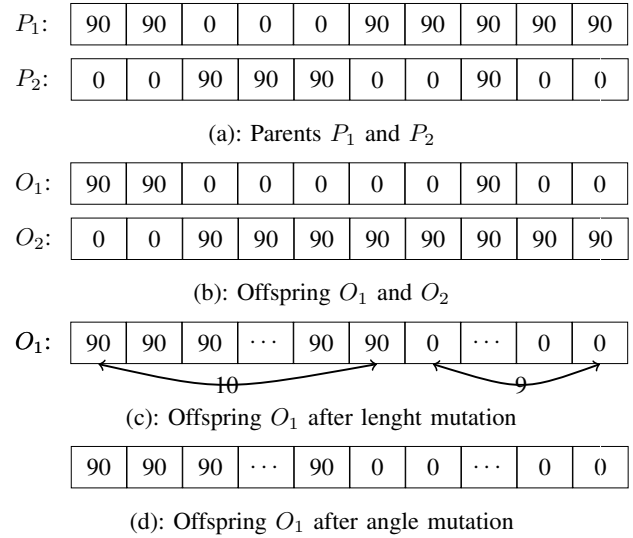 P1: 90 90 0 0 0 90 90 90 90 90
P2: 0 0 90 90 90 0 0 90 0 0
(a): Parents P1 and P2
O1: 90 90 0 0 0 0 0 90 0 0
O2: 0 0 90 90 90 90 90 90 90 90
(b): Offspring O1 and O2
O1: 90 90 90 ··· 90 90 0 ··· 0 0
10 9
(c): Offspring O1 after lenght mutation
90 90 90 ··· 90 0 0 ··· 0 0
(d): Offspring O1 after angle mutation